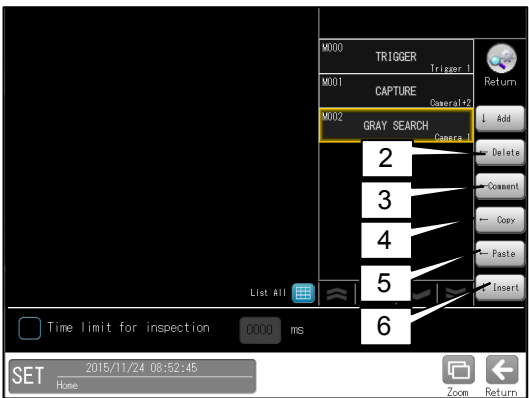 M000
TRIGGER
Trigger 1
Return
M001
CAPTURE
Camera1+2
M002
GRAY SEARCH
Camera 1
↓ Add
2
← Delete
3
←Comment
4
← Copy
5
← Paste
6
↓ Insert
List All
Time limit for inspection 0000 ms
SET 2015/11/24 08:52:45
Home
Zoom Return